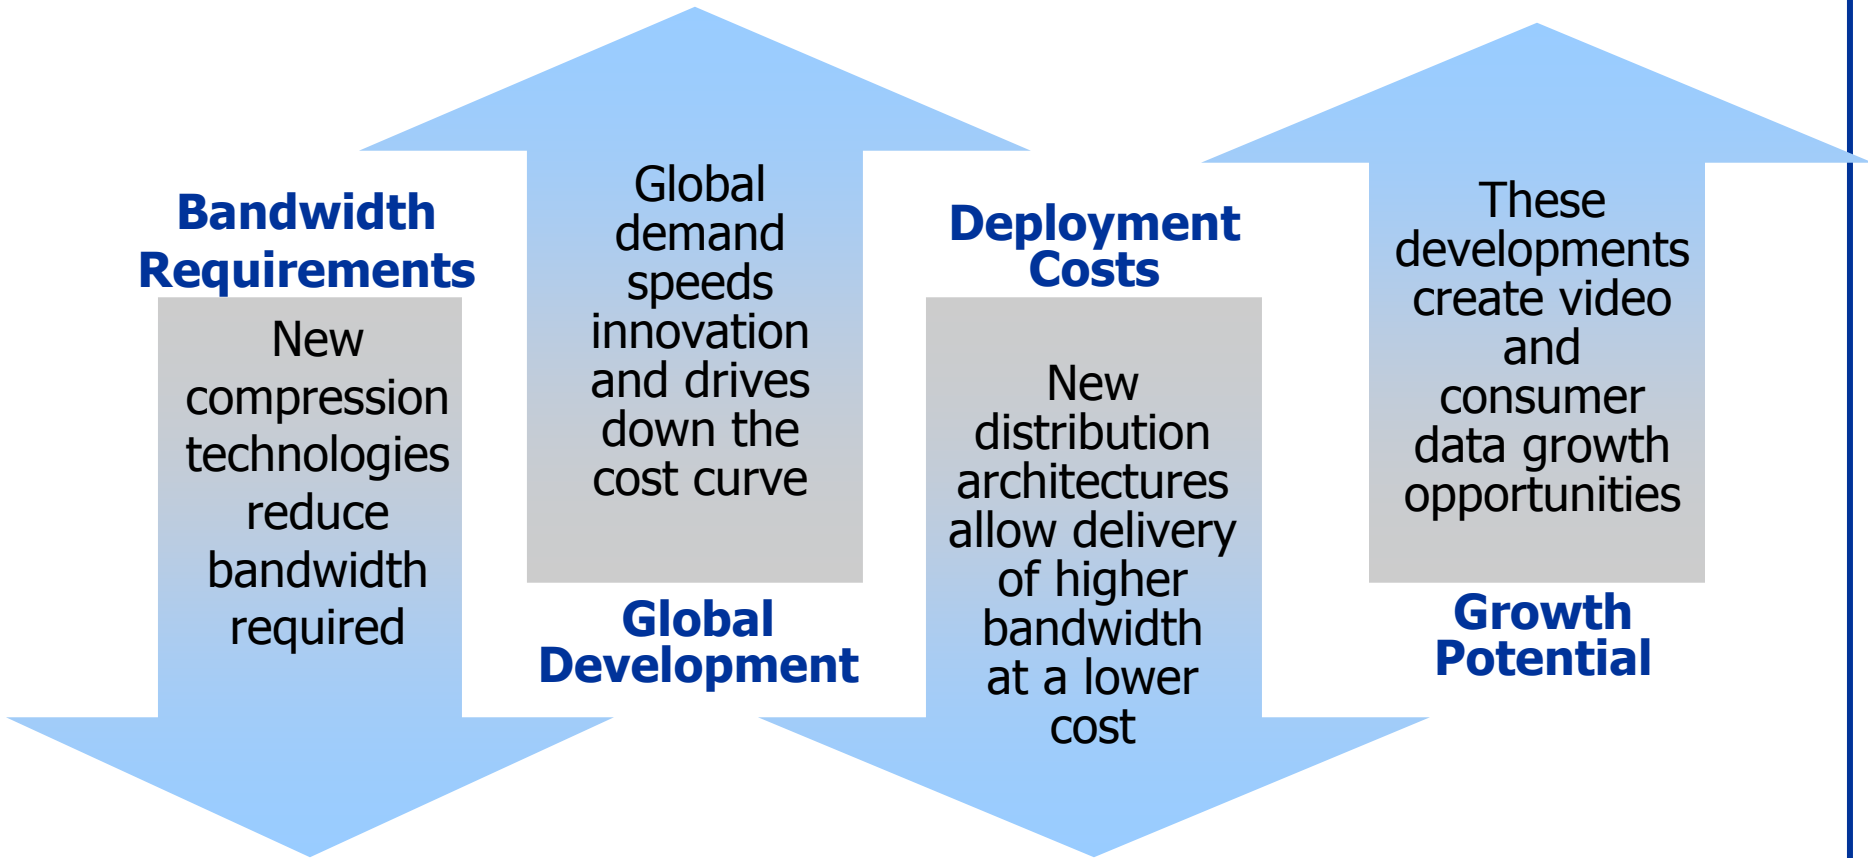 Bandwidth
Requirements
New
compression
technologies
reduce
bandwidth
required
Global
demand
speeds
innovation
and drives
down the
cost curve
Global
Development
Deployment
Costs
New
distribution
architectures
allow delivery
of higher
bandwidth
at a lower
cost
These
developments
create video
and
consumer
data growth
opportunities
Growth
Potential